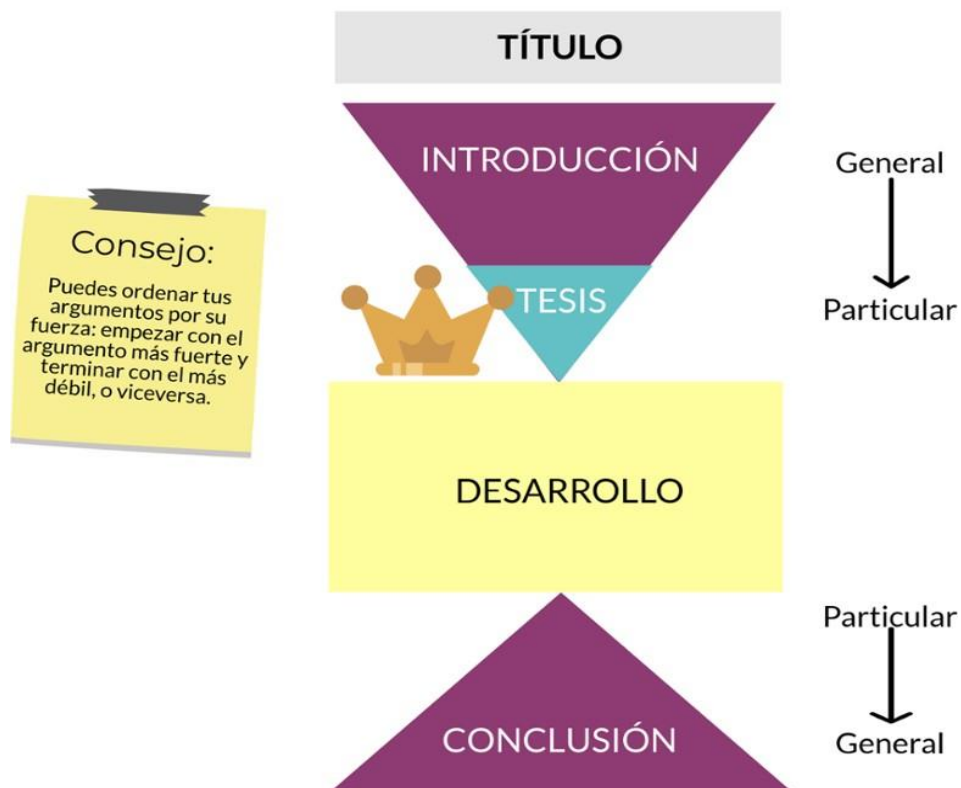 TÍTULO
INTRODUCCIÓN
General
TESIS
Particular
Consejo:
Puedes ordenar tus
argumentos por su
fuerza: empezar con el
argumento más fuerte y
terminar con el más
débil, o viceversa.
DESARROLLO
Particular
CONCLUSIÓN
General